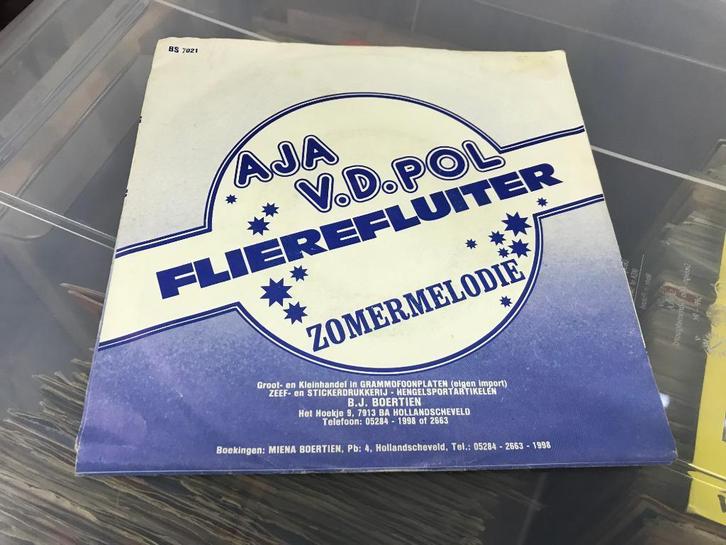 BS 7021
AJA
V.D.POL
FLIEREFLUITER
ZOMERMELODIE
Groot- en Kleinhandel in GRAMMOFOONPLATEN (eigen import)
ZEEF- en STICKERDRUKKERIJ - HENGELSPORTARTIKELEN
B.J. BOERTIEN
Het Hoekje 9, 7913 BA HOLLANDSCHEVELD
Telefoon: 05284 - 1998 of 2663
Boekingen: MIENA BOERTIEN, Pb: 4, Hollandscheveld, Tel.: 05284 - 2663 - 1998